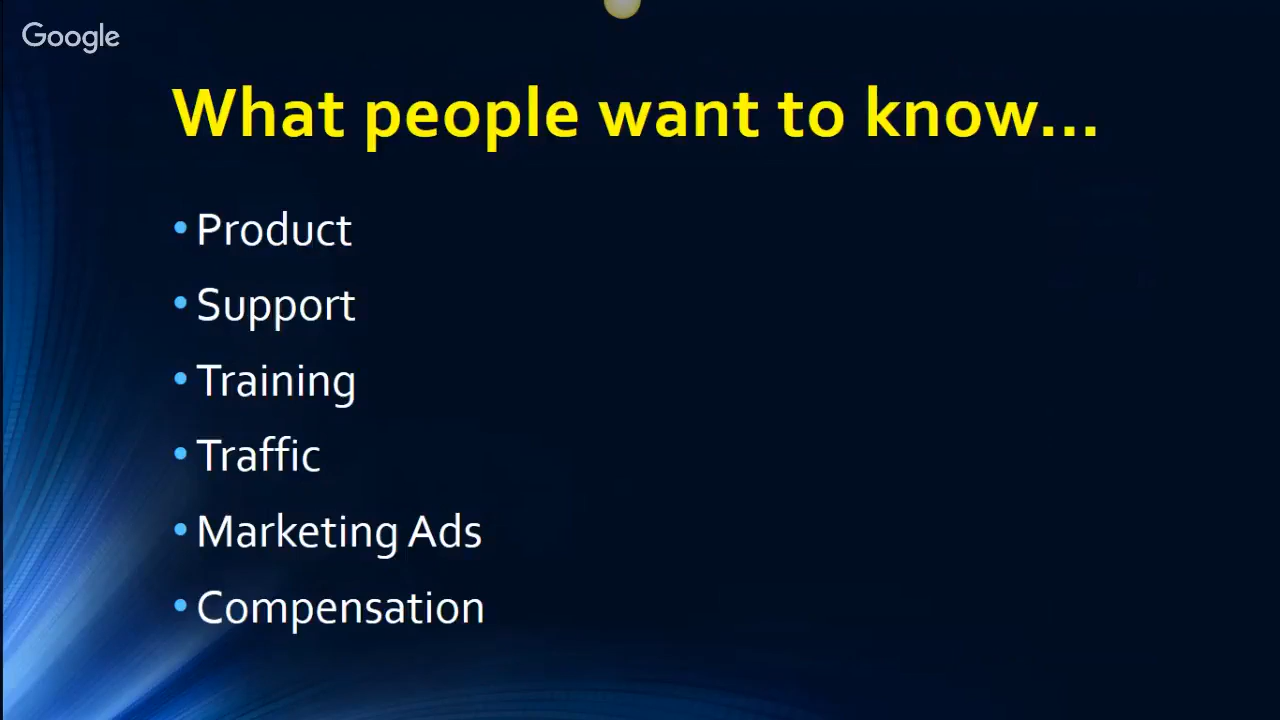 Google
What people want to know...
• Product
• Support
• Training
• Traffic
• Marketing Ads
• Compensation